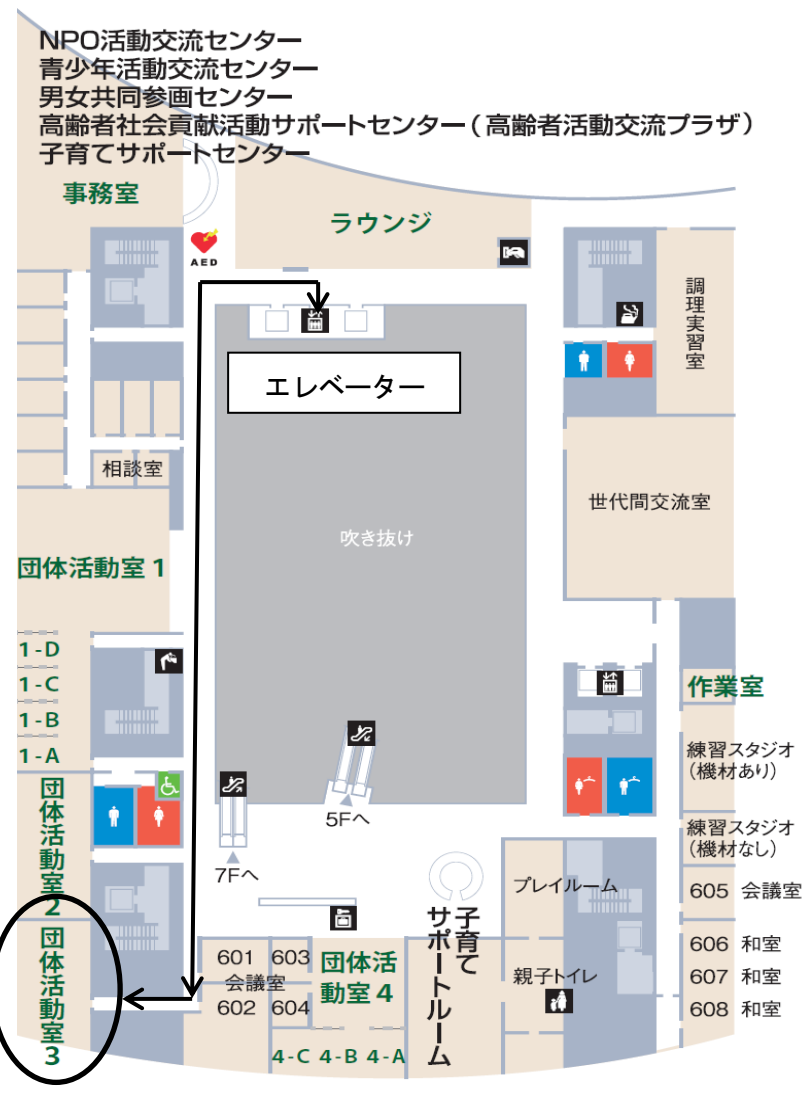 NPO活動交流センター
青少年活動交流センター
男女共同参画センター
高齢者社会貢献活動サポートセンター（高齢者活動交流プラザ）
子育てサポートセンター
事務室
ラウンジ
AED
調理実習室
エレベーター
相談室
世代間交流室
吹き抜け
団体活動室1
1-D
1-C
1-B
1-A
作業室
練習スタジオ
（機材あり）
団体活動室2
5Fへ
7Fへ
練習スタジオ
（機材なし）
プレイルーム
605 会議室
子育て
サポートルーム
団体活動室3
601 603
会議室
602 604
団体活
動室4
親子トイレ
606 和室
607 和室
608 和室
4-C 4-B 4-A